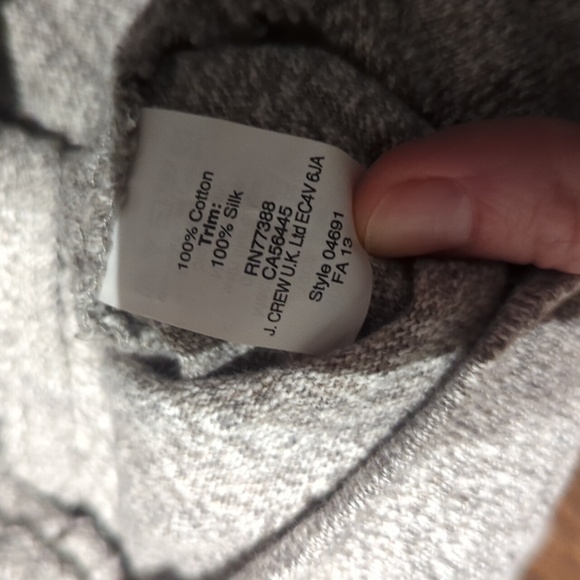 100% Cotton
Trim:
100% Silk
RN77388
CA56445
J. CREW U.K. Ltd EC4V 6JA
Style 04691
FA 13